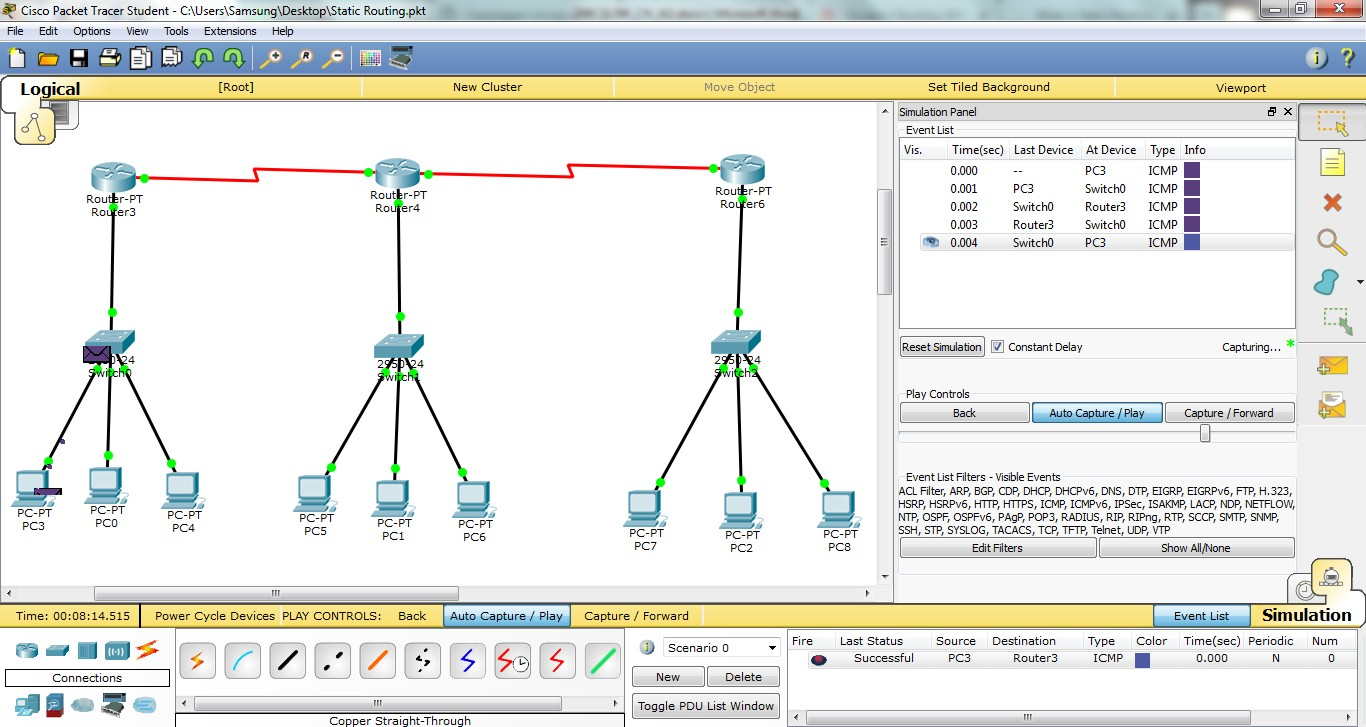 Cisco Packet Tracer Student - C:\Users\Samsung\Desktop\Static Routing.pkt
File Edit Options View Tools Extensions Help
Logical [Root] New Cluster Move Object Set Tiled Background Viewport
Router-PT
Router3
Router-PT
Router4
Router-PT
Router6
2950-24
Switch0
2950-24
Switch1
2950-24
Switch2
PC-PT
PC3
PC-PT
PC0
PC-PT
PC4
PC-PT
PC5
PC-PT
PC1
PC-PT
PC6
PC-PT
PC7
PC-PT
PC2
PC-PT
PC8
Simulation Panel
Event List
Vis. Time(sec) Last Device At Device Type Info
0.000 -- PC3 ICMP
0.001 PC3 Switch0 ICMP
0.002 Switch0 Router3 ICMP
0.003 Router3 Switch0 ICMP
0.004 Switch0 PC3 ICMP
Reset Simulation Constant Delay Capturing... *
Play Controls
Back Auto Capture / Play Capture / Forward
Event List Filters - Visible Events
ACL Filter, ARP, BGP, CDP, DHCP, DHCPv6, DNS, DTP, EIGRP, EIGRPv6, FTP, H.323,
HSRP, HSRPv6, HTTP, HTTPS, ICMP, ICMPv6, IPSec, ISAKMP, LACP, NDP, NETFLOW,
NTP, OSPF, OSPFv6, PAgP, POP3, RADIUS, RIP, RIPng, RTP, SCCP, SMTP, SNMP,
SSH, STP, SYSLOG, TACACS, TCP, TFTP, Telnet, UDP, VTP
Edit Filters Show All/None
Time: 00:08:14.515 Power Cycle Devices PLAY CONTROLS: Back Auto Capture / Play Capture / Forward Event List Simulation
Connections
Copper Straight-Through
Scenario 0
New Delete
Toggle PDU List Window
Fire Last Status Source Destination Type Color Time(sec) Periodic Num
Successful PC3 Router3 ICMP 0.000 N 0